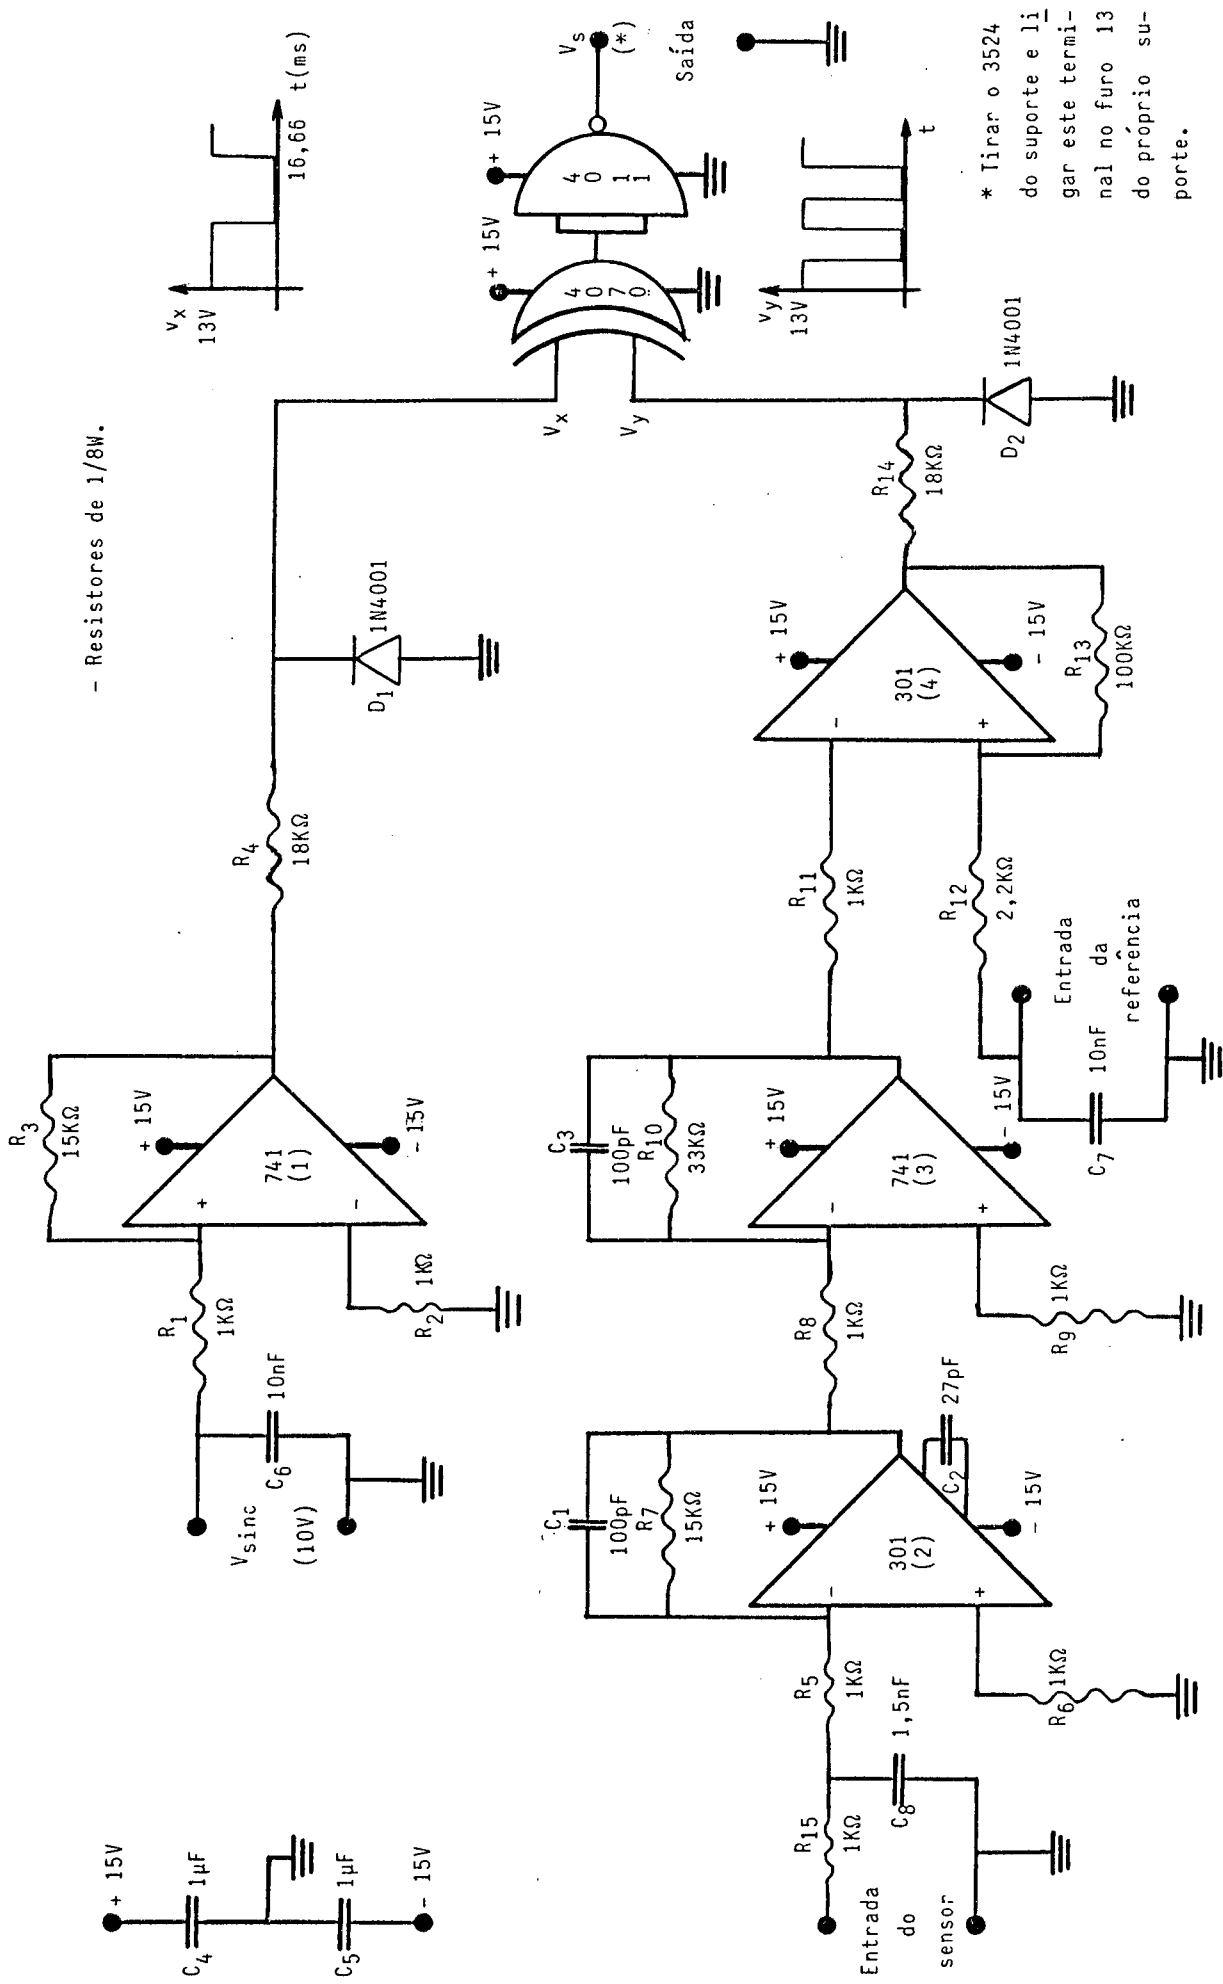 - Resistores de 1/8W.
+ 15V
C4
1μF
C5
1μF
- 15V
Vsinc
(10V)
C6
10nF
R1
1KΩ
R2
1KΩ
R3
15KΩ
+ 15V
741
(1)
+
-
- 15V
R4
18KΩ
D1
1N4001
vx
13V
16,66
t(ms)
Vx
Vy
+ 15V
4070
+ 15V
4011
Vs
(*)
Saída
vy
13V
t
Entrada
do
sensor
R15
1KΩ
C8
1,5nF
R5
1KΩ
R6
1KΩ
C1
100pF
R7
15KΩ
+ 15V
301
(2)
-
+
C2
27pF
- 15V
R8
1KΩ
R9
1KΩ
C3
100pF
R10
33KΩ
+ 15V
741
(3)
-
+
- 15V
C7
10nF
Entrada
da
referência
R11
1KΩ
R12
2,2KΩ
+ 15V
301
(4)
-
+
- 15V
R13
100KΩ
R14
18KΩ
D2
1N4001
* Tirar o 3524
do suporte e li
gar este termi-
nal no furo 13
do próprio su-
porte.